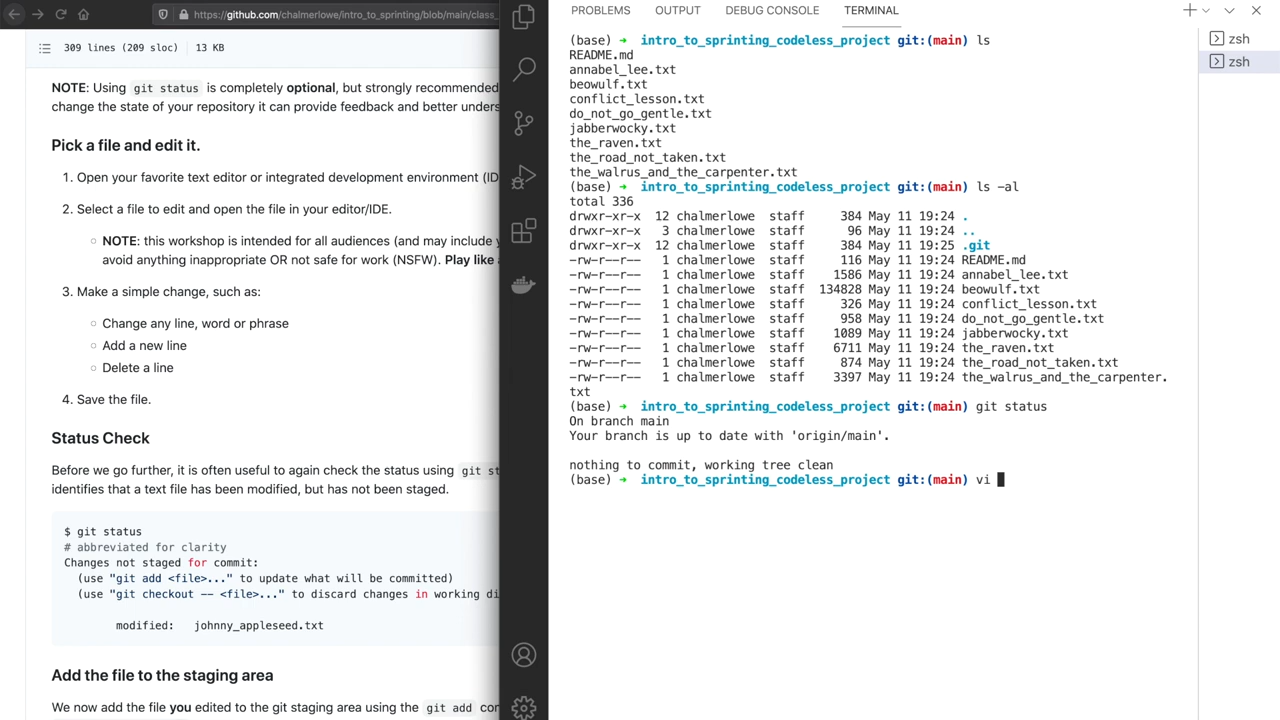 https://github.com/chalmerlowe/intro_to_sprinting/blob/main/class_
309 lines (209 sloc) 13 KB
NOTE: Using git status is completely optional, but strongly recommended
change the state of your repository it can provide feedback and better unders
Pick a file and edit it.
1. Open your favorite text editor or integrated development environment (ID
2. Select a file to edit and open the file in your editor/IDE.
NOTE: this workshop is intended for all audiences (and may include y
avoid anything inappropriate OR not safe for work (NSFW). Play like a
3. Make a simple change, such as:
Change any line, word or phrase
Add a new line
Delete a line
4. Save the file.
Status Check
Before we go further, it is often useful to again check the status using git st
identifies that a text file has been modified, but has not been staged.
$ git status
# abbreviated for clarity
Changes not staged for commit:
(use "git add <file>..." to update what will be committed)
(use "git checkout -- <file>..." to discard changes in working di
modified: johnny_appleseed.txt
Add the file to the staging area
We now add the file you edited to the git staging area using the git add con
PROBLEMS OUTPUT DEBUG CONSOLE TERMINAL
(base) → intro_to_sprinting_codeless_project git:(main) ls
README.md
annabel_lee.txt
beowulf.txt
conflict_lesson.txt
do_not_go_gentle.txt
jabberwocky.txt
the_raven.txt
the_road_not_taken.txt
the_walrus_and_the_carpenter.txt
(base) → intro_to_sprinting_codeless_project git:(main) ls -al
total 336
drwxr-xr-x 12 chalmerlowe staff 384 May 11 19:24 .
drwxr-xr-x 3 chalmerlowe staff 96 May 11 19:24 ..
drwxr-xr-x 12 chalmerlowe staff 384 May 11 19:25 .git
-rw-r--r-- 1 chalmerlowe staff 116 May 11 19:24 README.md
-rw-r--r-- 1 chalmerlowe staff 1586 May 11 19:24 annabel_lee.txt
-rw-r--r-- 1 chalmerlowe staff 134828 May 11 19:24 beowulf.txt
-rw-r--r-- 1 chalmerlowe staff 326 May 11 19:24 conflict_lesson.txt
-rw-r--r-- 1 chalmerlowe staff 958 May 11 19:24 do_not_go_gentle.txt
-rw-r--r-- 1 chalmerlowe staff 1089 May 11 19:24 jabberwocky.txt
-rw-r--r-- 1 chalmerlowe staff 6711 May 11 19:24 the_raven.txt
-rw-r--r-- 1 chalmerlowe staff 874 May 11 19:24 the_road_not_taken.txt
-rw-r--r-- 1 chalmerlowe staff 3397 May 11 19:24 the_walrus_and_the_carpenter.
txt
(base) → intro_to_sprinting_codeless_project git:(main) git status
On branch main
Your branch is up to date with 'origin/main'.
nothing to commit, working tree clean
(base) → intro_to_sprinting_codeless_project git:(main) vi
zsh
zsh